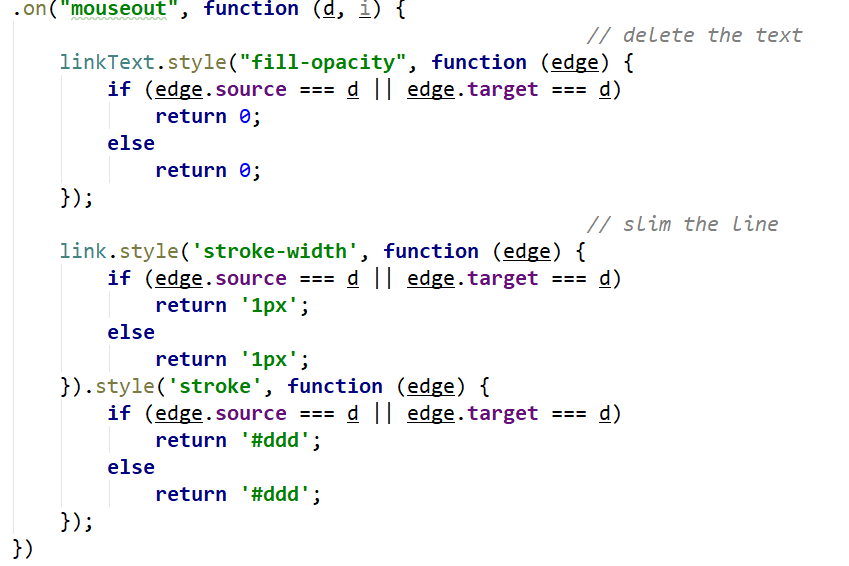 .on("mouseout", function (d, i) {
// delete the text
linkText.style("fill-opacity", function (edge) {
if (edge.source === d || edge.target === d)
return 0;
else
return 0;
});
// slim the line
link.style('stroke-width', function (edge) {
if (edge.source === d || edge.target === d)
return '1px';
else
return '1px';
}).style('stroke', function (edge) {
if (edge.source === d || edge.target === d)
return '#ddd';
else
return '#ddd';
});
})